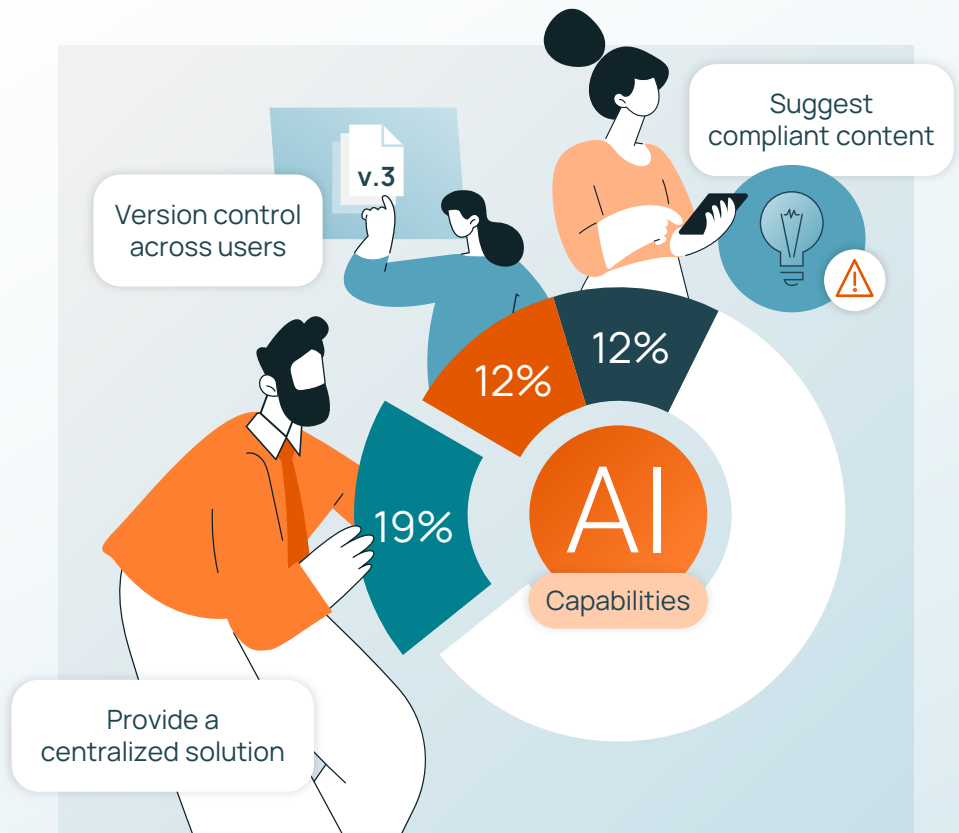 Suggest
compliant content
v.3
Version control
across users
12%
12%
19%
AI
Capabilities
Provide a
centralized solution